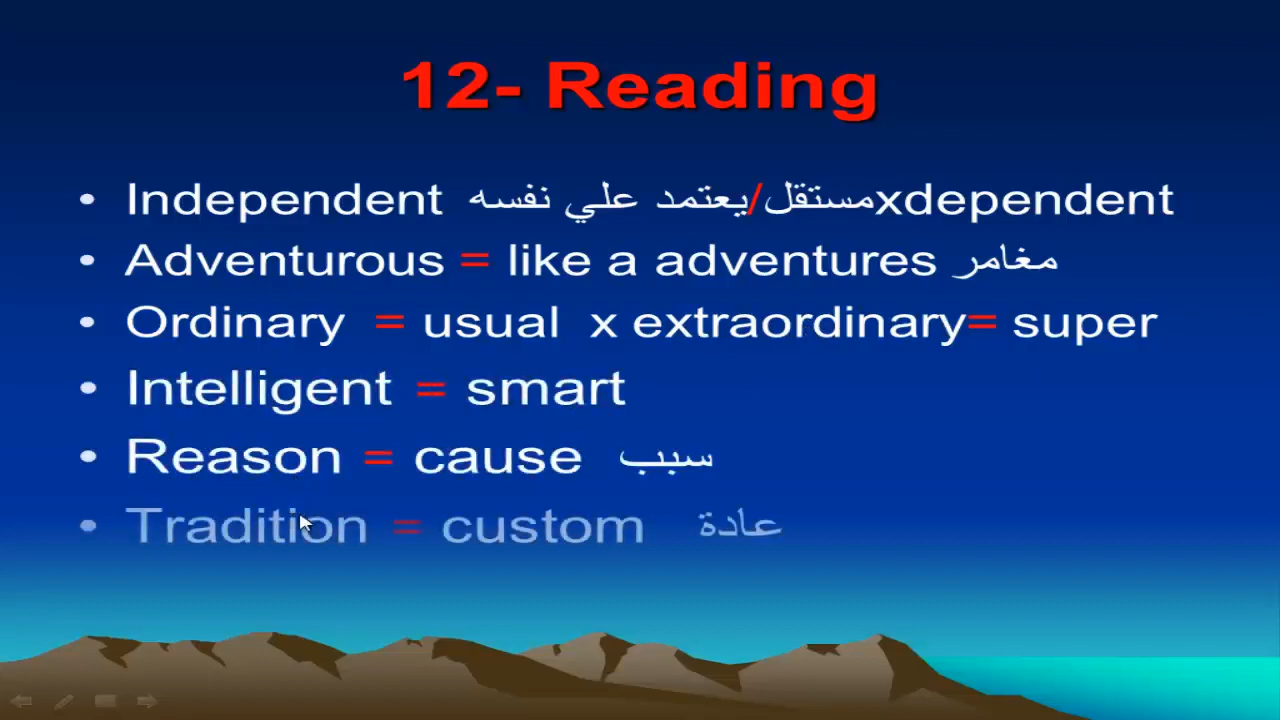 12- Reading
• Independent مستقل/يعتمد علي نفسه xdependent
• Adventurous = like a adventures مغامر
• Ordinary = usual x extraordinary= super
• Intelligent = smart
• Reason = cause سبب
• Tradition = custom عادة